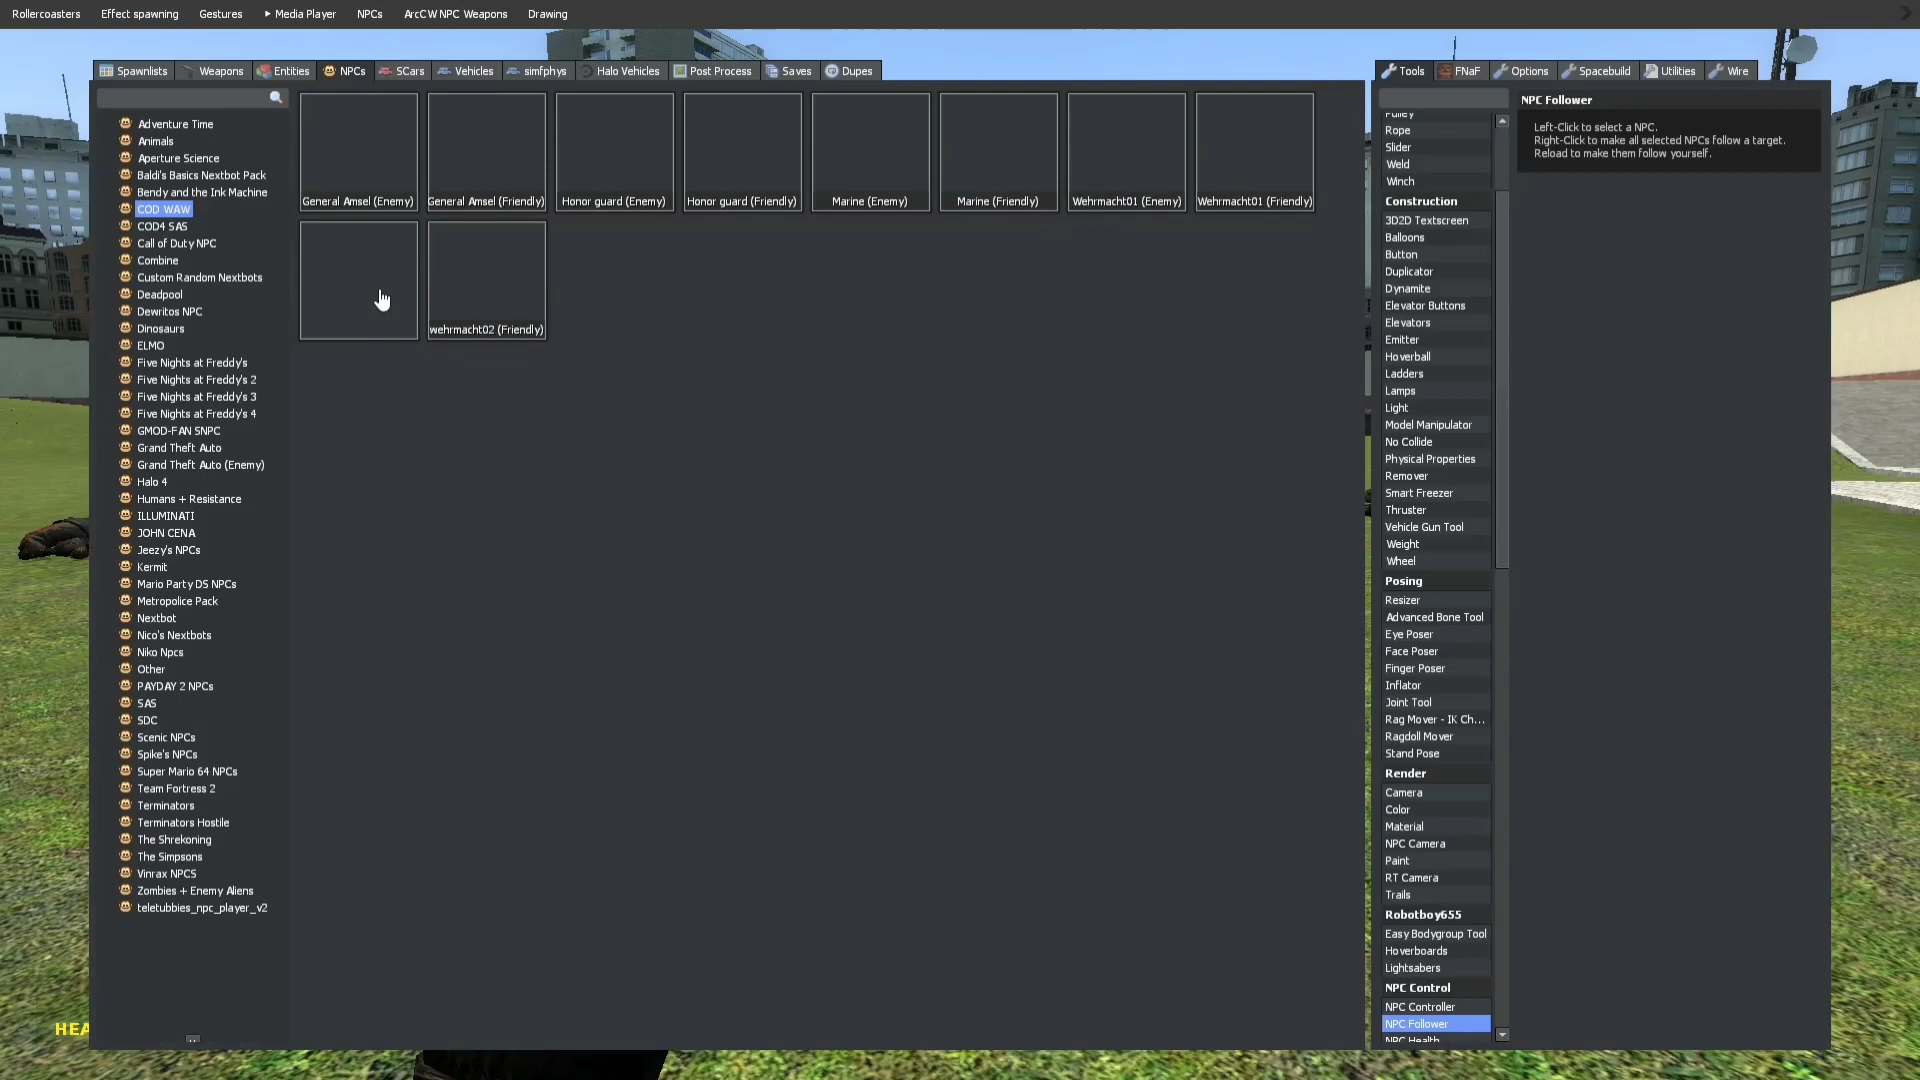 Rollercoasters
Effect spawning
Gestures
Media Player
NPCs
ArcCW NPC Weapons
Drawing
Spawnlists
Weapons
Entities
NPCs
SCars
Vehicles
simfphys
Halo Vehicles
Post Process
Saves
Dupes
Tools
FNaF
Options
Spacebuild
Utilities
Wire
Adventure Time
Animals
Aperture Science
Baldi's Basics Nextbot Pack
Bendy and the Ink Machine
COD WAW
COD4 SAS
Call of Duty NPC
Combine
Custom Random Nextbots
Deadpool
Dewritos NPC
Dinosaurs
ELMO
Five Nights at Freddy's
Five Nights at Freddy's 2
Five Nights at Freddy's 3
Five Nights at Freddy's 4
GMOD-FAN SNPC
Grand Theft Auto
Grand Theft Auto (Enemy)
Halo 4
Humans + Resistance
ILLUMINATI
JOHN CENA
Jeezy's NPCs
Kermit
Mario Party DS NPCs
Metropolice Pack
Nextbot
Nico's Nextbots
Niko Npcs
Other
PAYDAY 2 NPCs
SAS
SDC
Scenic NPCs
Spike's NPCs
Super Mario 64 NPCs
Team Fortress 2
Terminators
Terminators Hostile
The Shrekoning
The Simpsons
Vinrax NPCS
Zombies + Enemy Aliens
teletubbies_npc_player_v2
General Amsel (Enemy)
General Amsel (Friendly)
Honor guard (Enemy)
Honor guard (Friendly)
Marine (Enemy)
Marine (Friendly)
Wehrmacht01 (Enemy)
Wehrmacht01 (Friendly)
wehrmacht02 (Friendly)
Pulley
Rope
Slider
Weld
Winch
Construction
3D2D Textscreen
Balloons
Button
Duplicator
Dynamite
Elevator Buttons
Elevators
Emitter
Hoverball
Ladders
Lamps
Light
Model Manipulator
No Collide
Physical Properties
Remover
Smart Freezer
Thruster
Vehicle Gun Tool
Weight
Wheel
Posing
Resizer
Advanced Bone Tool
Eye Poser
Face Poser
Finger Poser
Inflator
Joint Tool
Rag Mover - IK Ch...
Ragdoll Mover
Stand Pose
Render
Camera
Color
Material
NPC Camera
Paint
RT Camera
Trails
Robotboy655
Easy Bodygroup Tool
Hoverboards
Lightsabers
NPC Control
NPC Controller
NPC Follower
NPC Health
NPC Follower
Left-Click to select a NPC.
Right-Click to make all selected NPCs follow a target.
Reload to make them follow yourself.
HEA